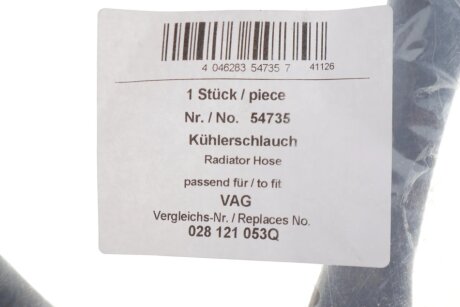 4 046283 54735 7 41126
1 Stück / piece
Nr. / No. 54735
Kühlerschlauch
Radiator Hose
passend für / to fit
VAG
Vergleichs-Nr. / Replaces No.
028 121 053Q